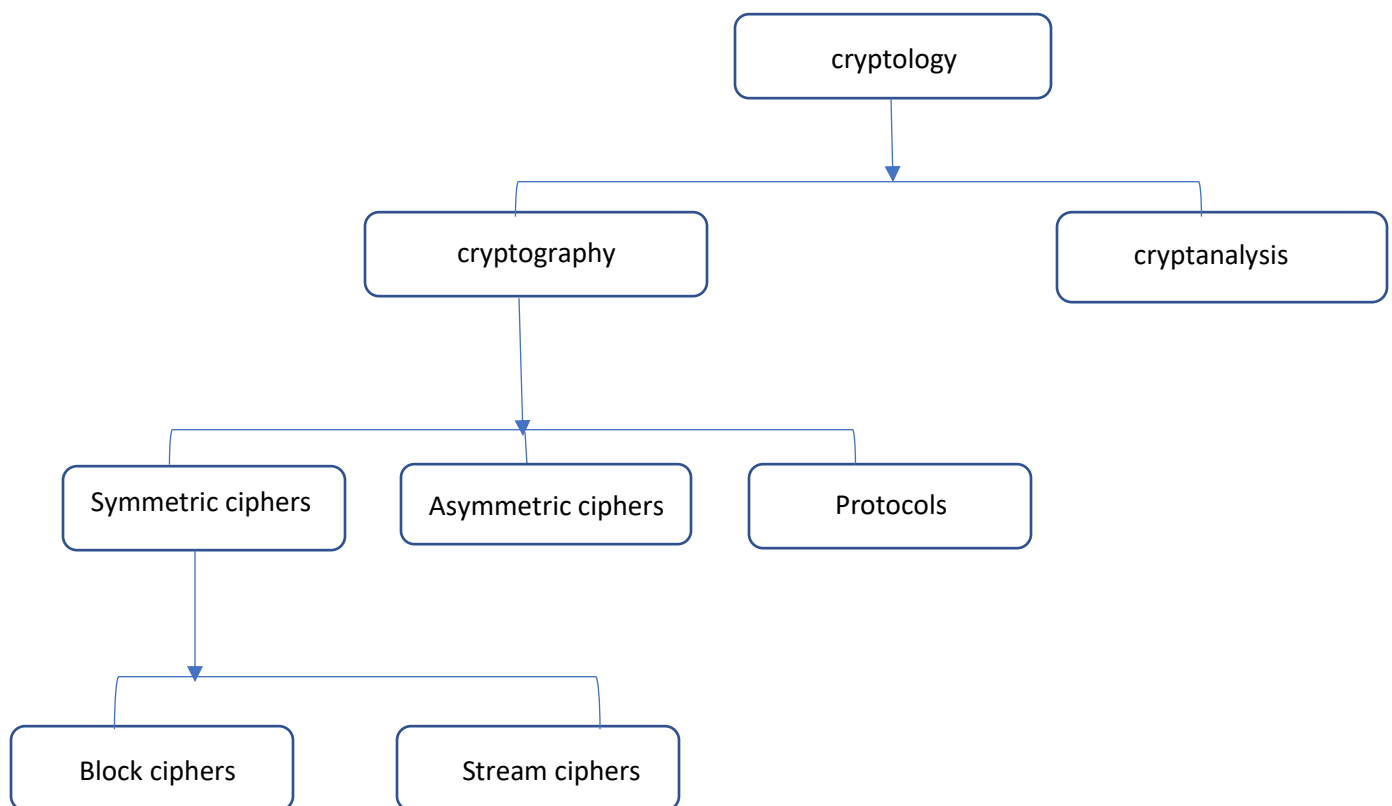 cryptology
cryptography
cryptanalysis
Symmetric ciphers
Asymmetric ciphers
Protocols
Block ciphers
Stream ciphers